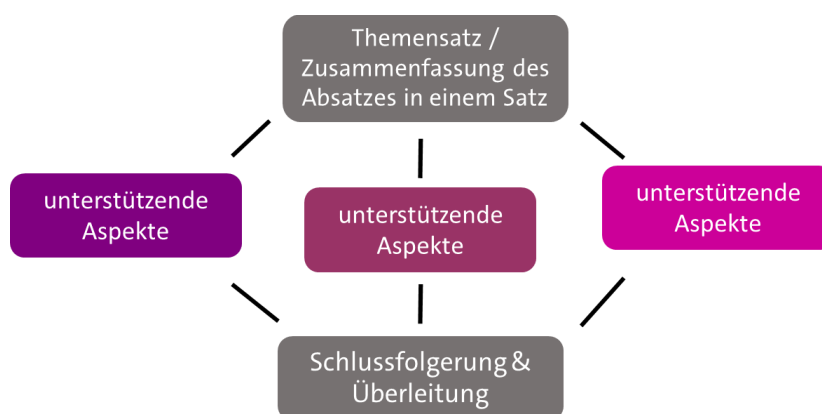 Themensatz /
Zusammenfassung des
Absatzes in einem Satz
unterstützende
Aspekte
unterstützende
Aspekte
unterstützende
Aspekte
Schlussfolgerung &
Überleitung